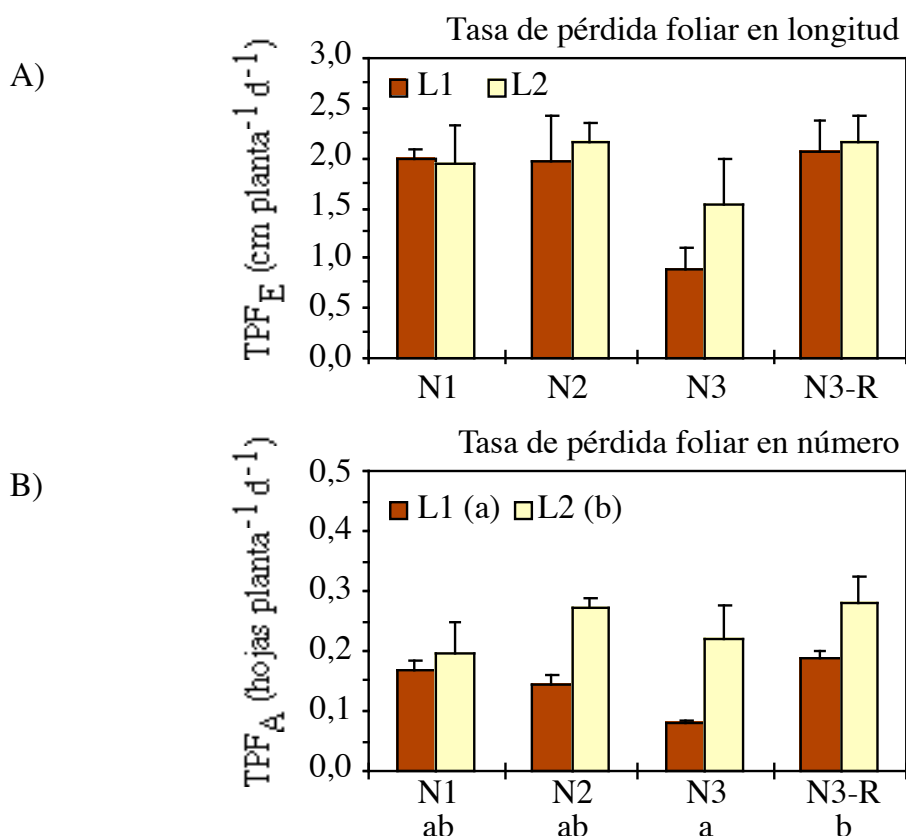 Tasa de pérdida foliar en longitud
A)
TPF_E (cm planta⁻¹ d⁻¹)
3,0
2,5
2,0
1,5
1,0
0,5
0,0
L1 L2
N1 N2 N3 N3-R
Tasa de pérdida foliar en número
B)
TPF_A (hojas planta⁻¹ d⁻¹)
0,5
0,4
0,3
0,2
0,1
0,0
L1 (a) L2 (b)
N1 N2 N3 N3-R
ab ab a b